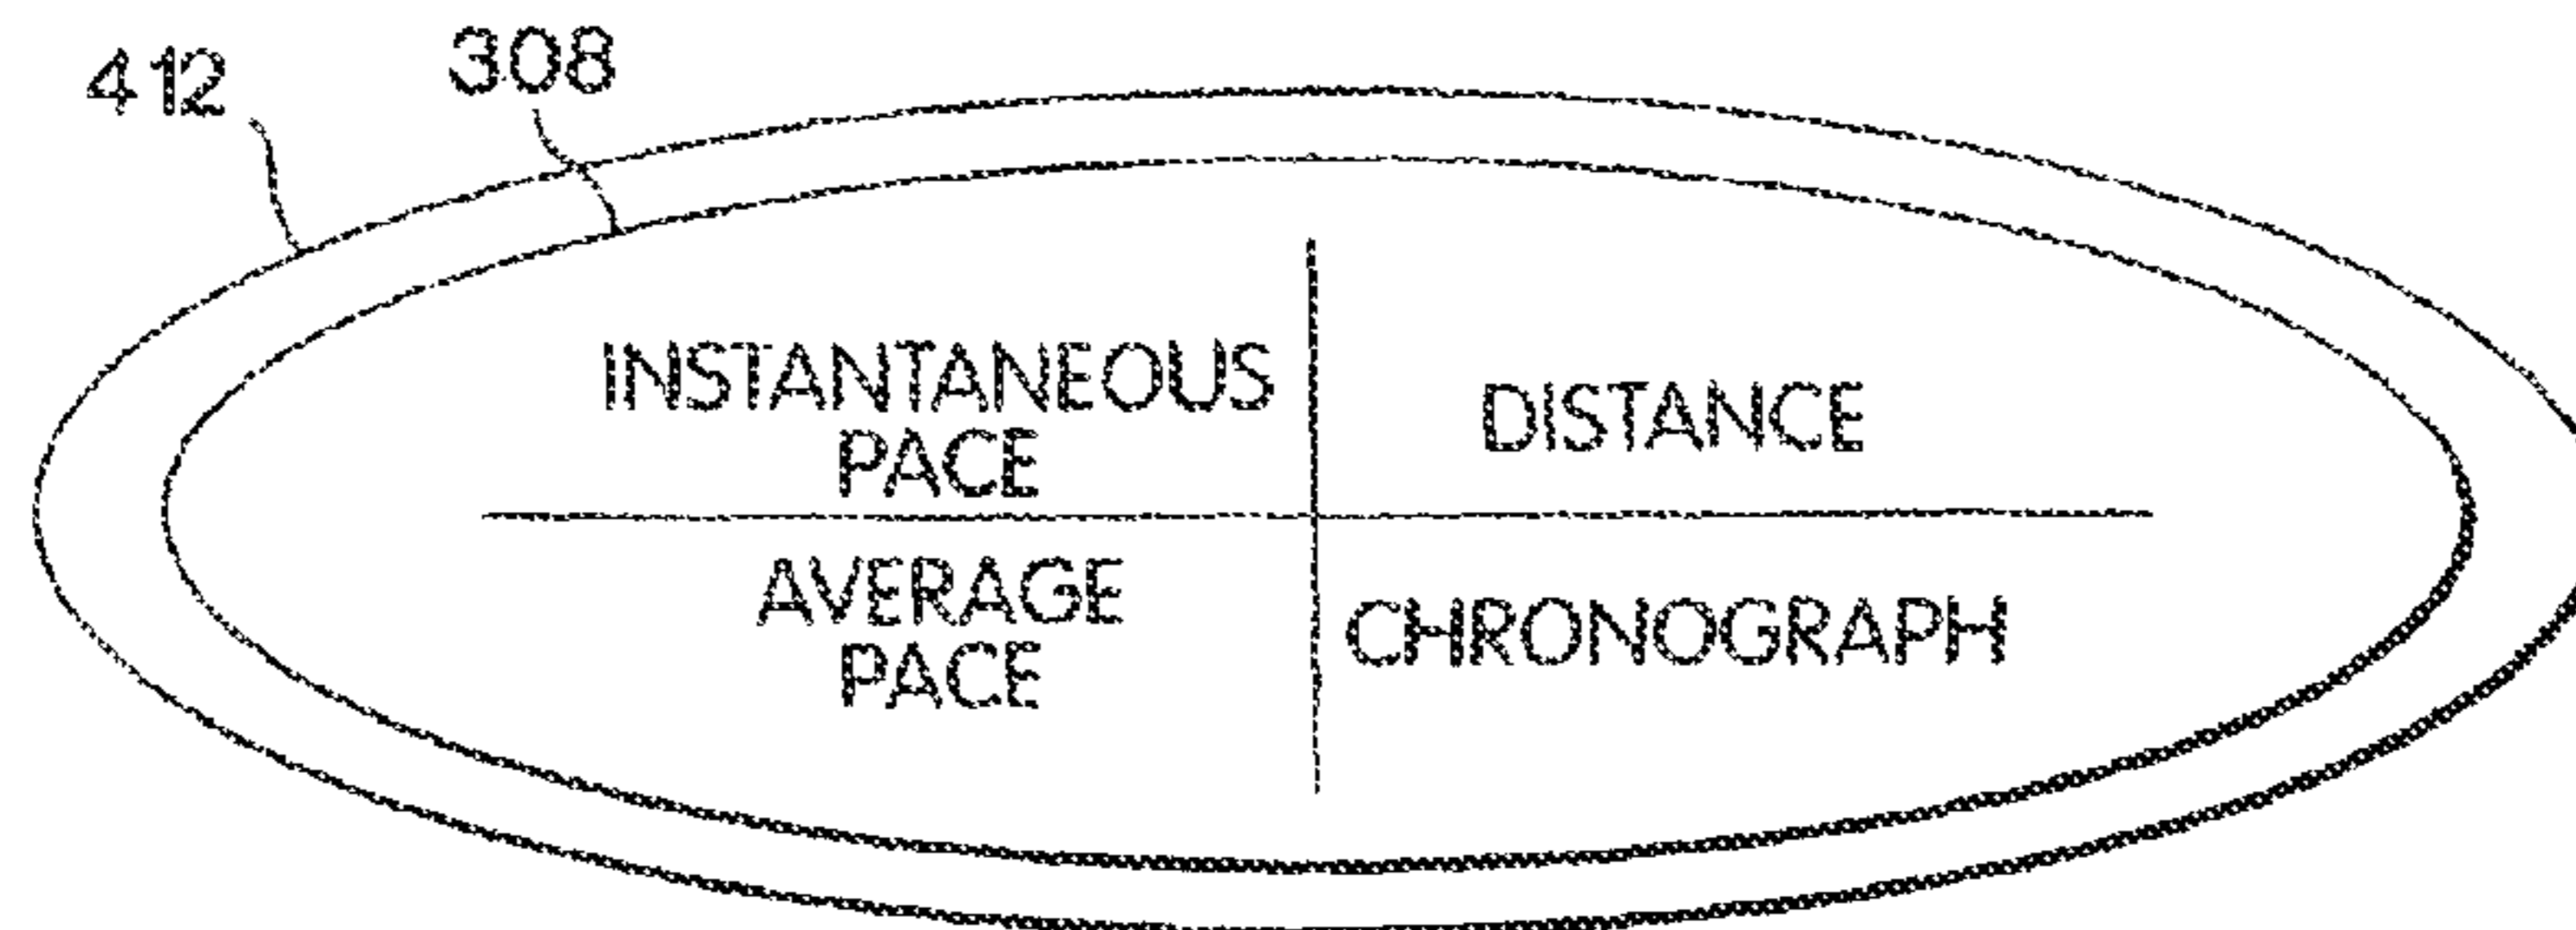 412
308
INSTANTANEOUS
PACE
DISTANCE
AVERAGE
PACE
CHRONOGRAPH